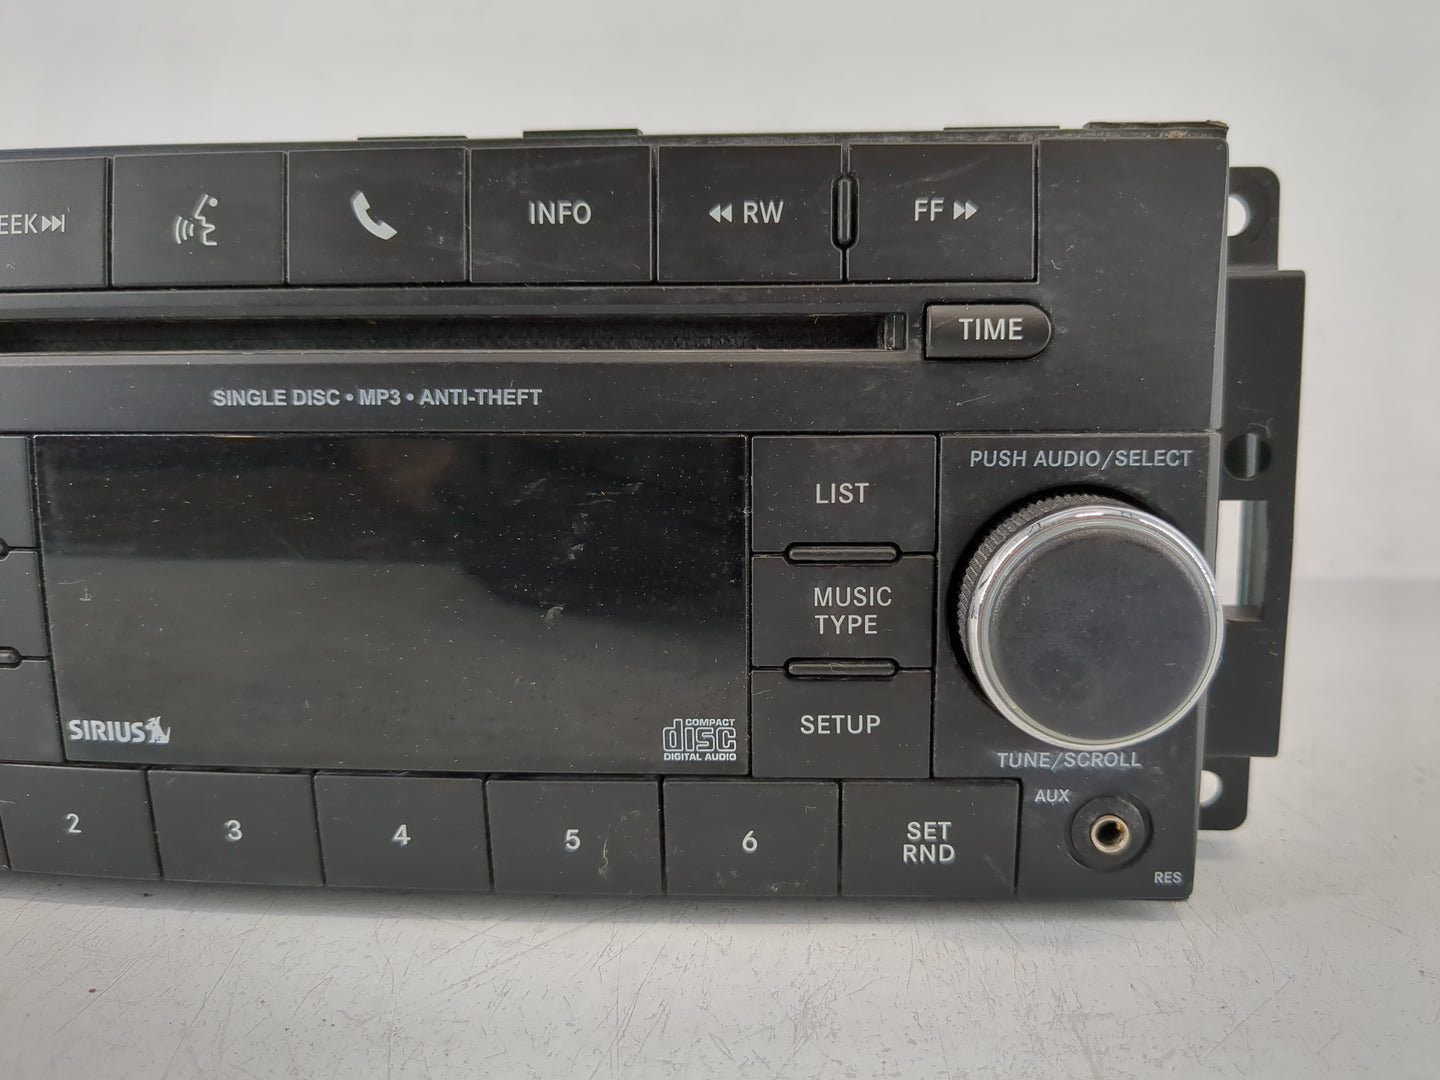 EEK INFO RW FF
TIME
SINGLE DISC • MP3 • ANTI-THEFT
PUSH AUDIO/SELECT
LIST
MUSIC
TYPE
SETUP
SIRIUS
COMPACT
disc
DIGITAL AUDIO
TUNE/SCROLL
AUX
2 3 4 5 6 SET
RND
RES